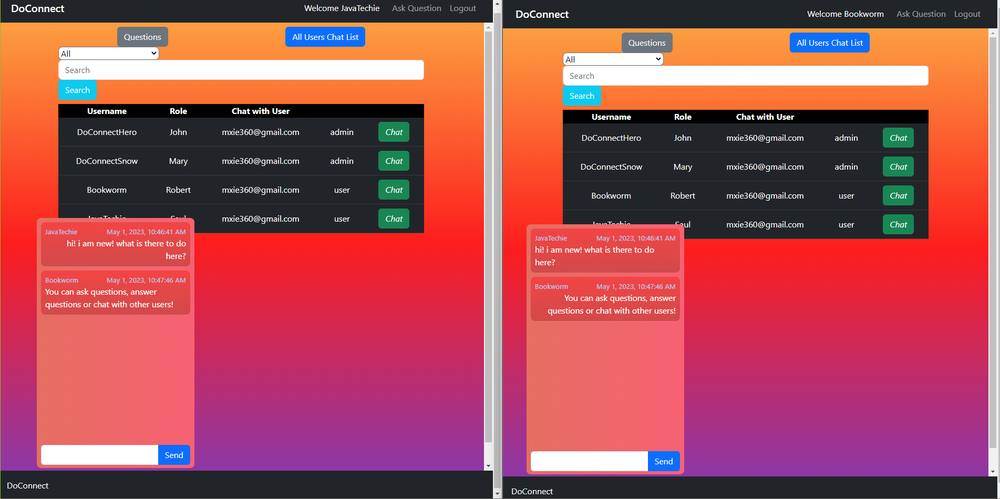 DoConnect
Welcome JavaTechie Ask Question Logout
Questions All Users Chat List
All
Search
Search
Username Role Chat with User
DoConnectHero John mxie360@gmail.com admin Chat
DoConnectSnow Mary mxie360@gmail.com admin Chat
Bookworm Robert mxie360@gmail.com user Chat
JavaTechie Saul mxie360@gmail.com user Chat
JavaTechie May 1, 2023, 10:46:41 AM
hi! i am new! what is there to do
here?
Bookworm May 1, 2023, 10:47:46 AM
You can ask questions, answer
questions or chat with other users!
Send
DoConnect
DoConnect
Welcome Bookworm Ask Question Logout
Questions All Users Chat List
All
Search
Search
Username Role Chat with User
DoConnectHero John mxie360@gmail.com admin Chat
DoConnectSnow Mary mxie360@gmail.com admin Chat
Bookworm Robert mxie360@gmail.com user Chat
JavaTechie Saul mxie360@gmail.com user Chat
JavaTechie May 1, 2023, 10:46:41 AM
hi! i am new! what is there to do
here?
Bookworm May 1, 2023, 10:47:46 AM
You can ask questions, answer
questions or chat with other users!
Send
DoConnect